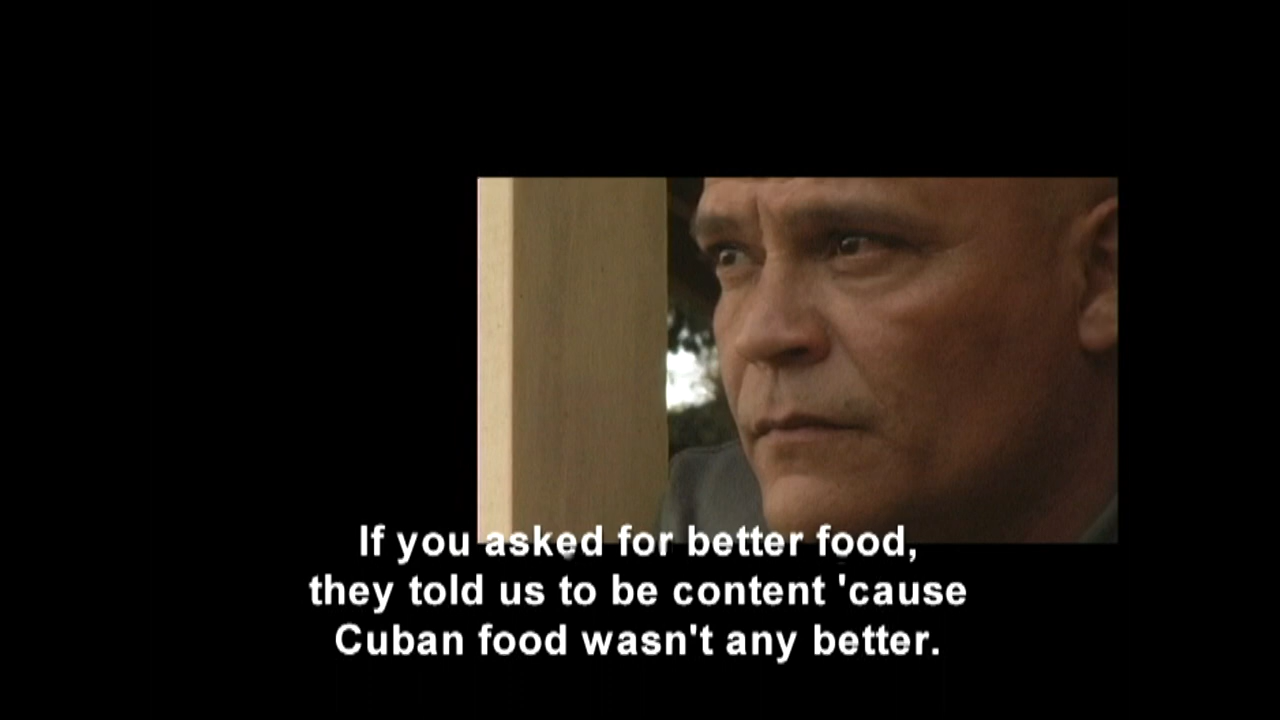 If you asked for better food,
they told us to be content 'cause
Cuban food wasn't any better.